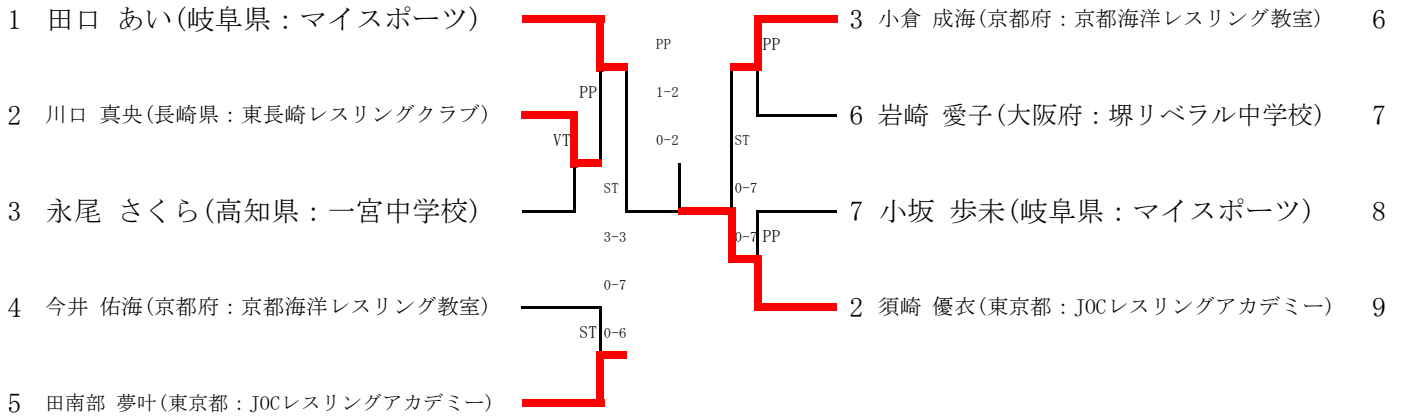 1 田口 あい(岐阜県：マイスポーツ)
2 川口 真央(長崎県：東長崎レスリングクラブ)
3 永尾 さくら(高知県：一宮中学校)
4 今井 佑海(京都府：京都海洋レスリング教室)
5 田南部 夢叶(東京都：JOCレスリングアカデミー)
PP
VT
ST
3-3
0-7
0-6
ST
PP
1-2
0-2
PP
ST
0-7
0-7
PP
3 小倉 成海(京都府：京都海洋レスリング教室) 6
6 岩崎 愛子(大阪府：堺リベラル中学校) 7
7 小坂 歩未(岐阜県：マイスポーツ) 8
2 須崎 優衣(東京都：JOCレスリングアカデミー) 9